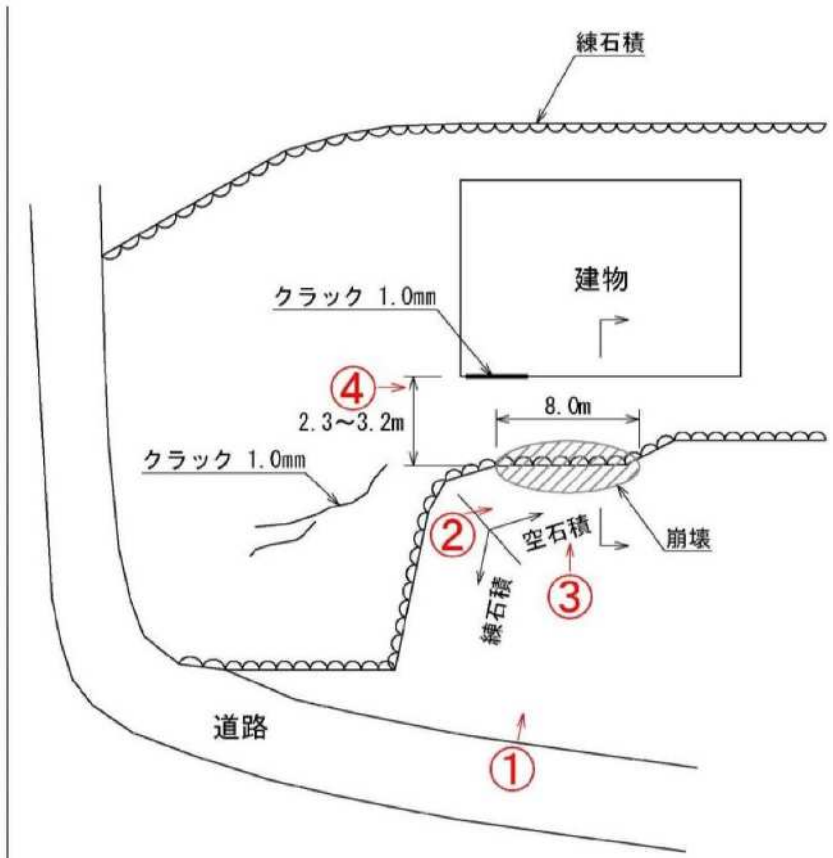 練石積
建物
クラック 1.0mm
④
2.3～3.2m
8.0m
クラック 1.0mm
②
空石積
崩壊
③
練石積
道路
①